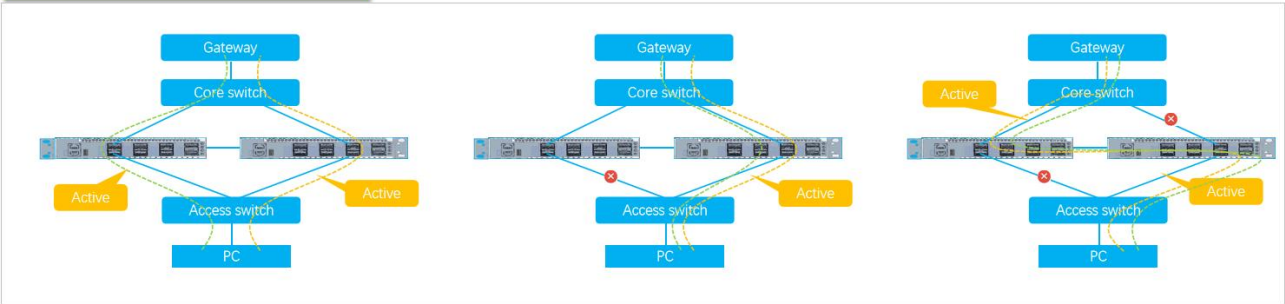 Gateway
Core switch
Active
Active
Access switch
PC
Gateway
Core switch
Active
Access switch
PC
Gateway
Active
Core switch
Active
Access switch
PC